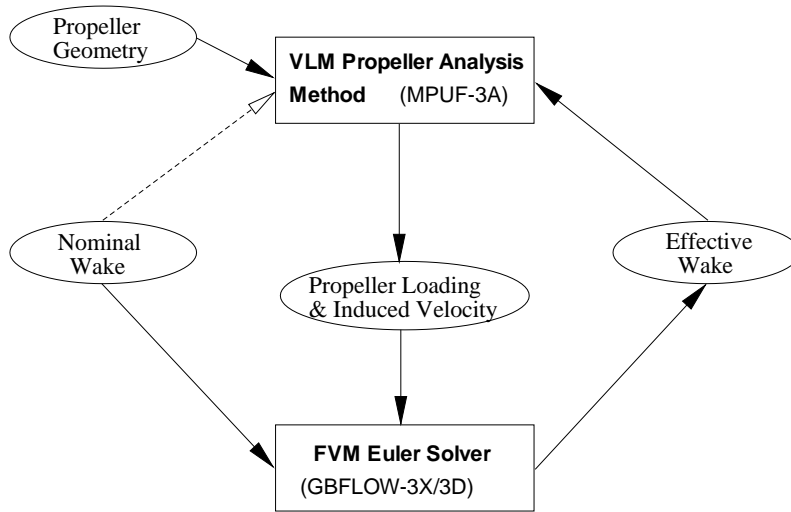 Propeller
Geometry
VLM Propeller Analysis
Method (MPUF-3A)
Nominal
Wake
Effective
Wake
Propeller Loading
& Induced Velocity
FVM Euler Solver
(GBFLOW-3X/3D)